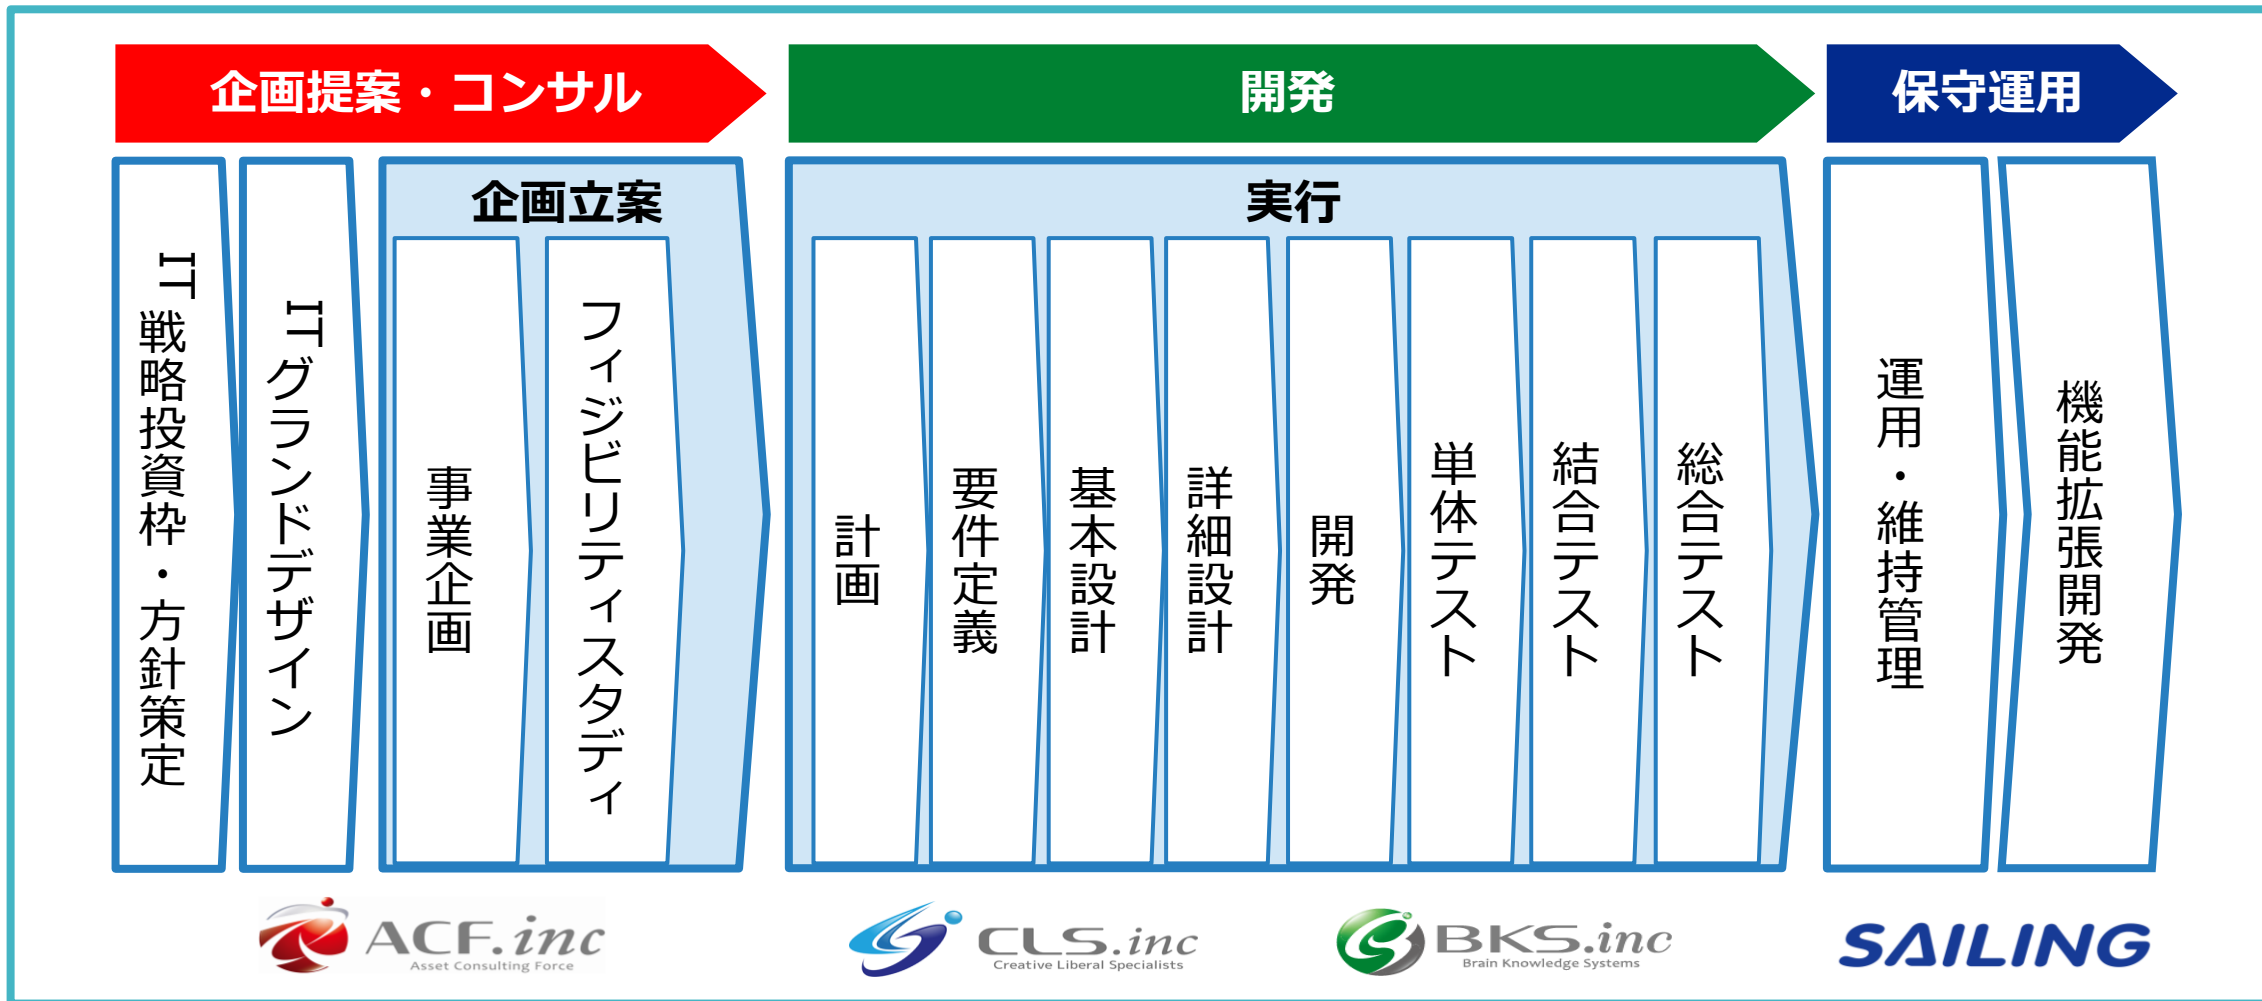 企画提案・コンサル
開発
保守運用
IT戦略投資枠・方針策定
ITグランドデザイン
企画立案
事業企画
フィジビリティスタディ
実行
計画
要件定義
基本設計
詳細設計
開発
単体テスト
結合テスト
総合テスト
運用・維持管理
機能拡張開発
ACF.inc
Asset Consulting Force
CLS.inc
Creative Liberal Specialists
BKS.inc
Brain Knowledge Systems
SAILING